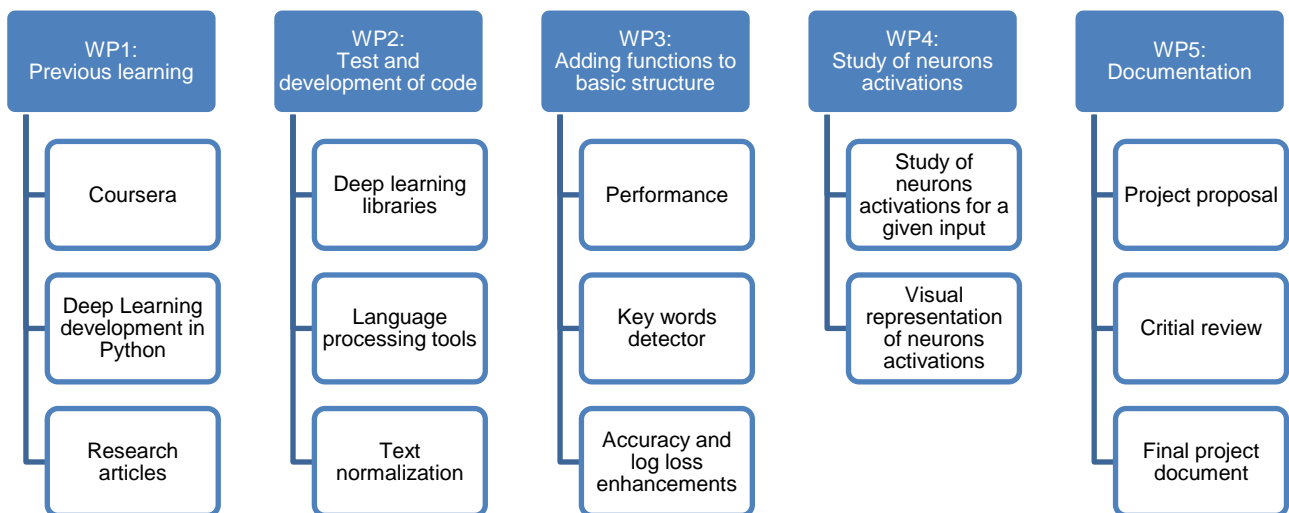 WP1:
Previous learning
Coursera
Deep Learning
development in
Python
Research
articles
WP2:
Test and
development of code
Deep learning
libraries
Language
processing tools
Text
normalization
WP3:
Adding functions to
basic structure
Performance
Key words
detector
Accuracy and
log loss
enhancements
WP4:
Study of neurons
activations
Study of
neurons
activations for a
given input
Visual
representation
of neurons
activations
WP5:
Documentation
Project proposal
Critial review
Final project
document